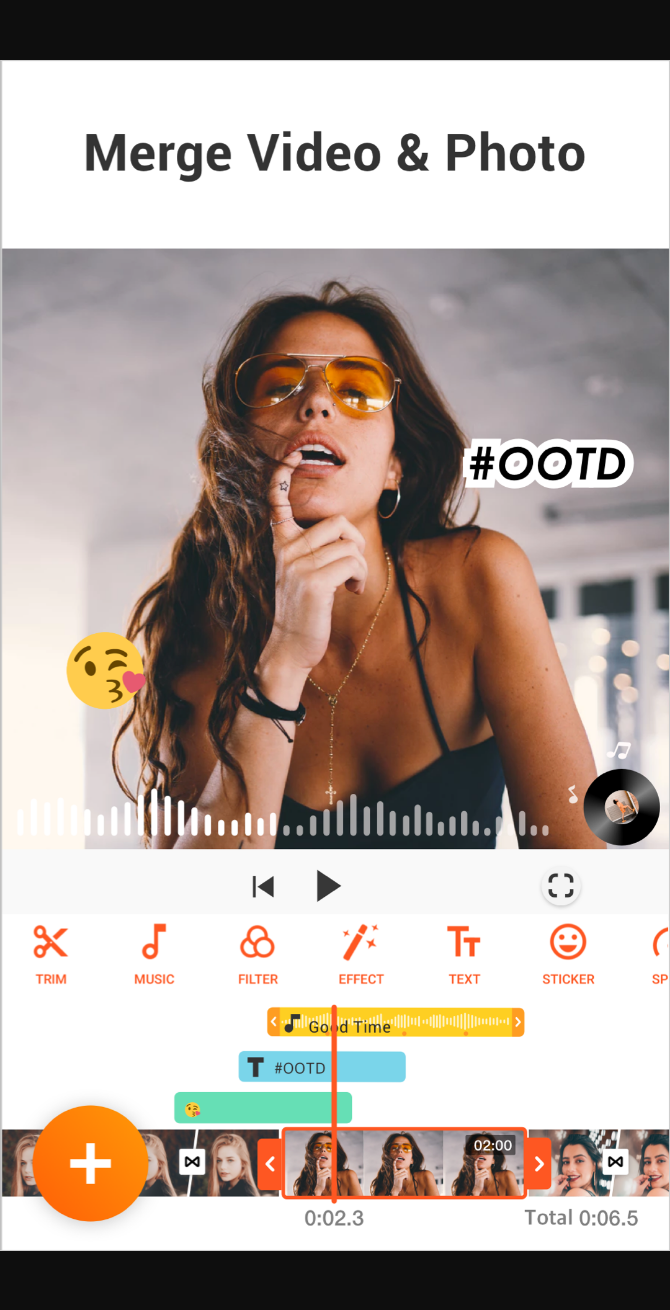 Merge Video & Photo
#OOTD
TRIM
MUSIC
FILTER
EFFECT
TEXT
STICKER
SP
Good Time
#OOTD
02:00
0:02.3
Total 0:06.5